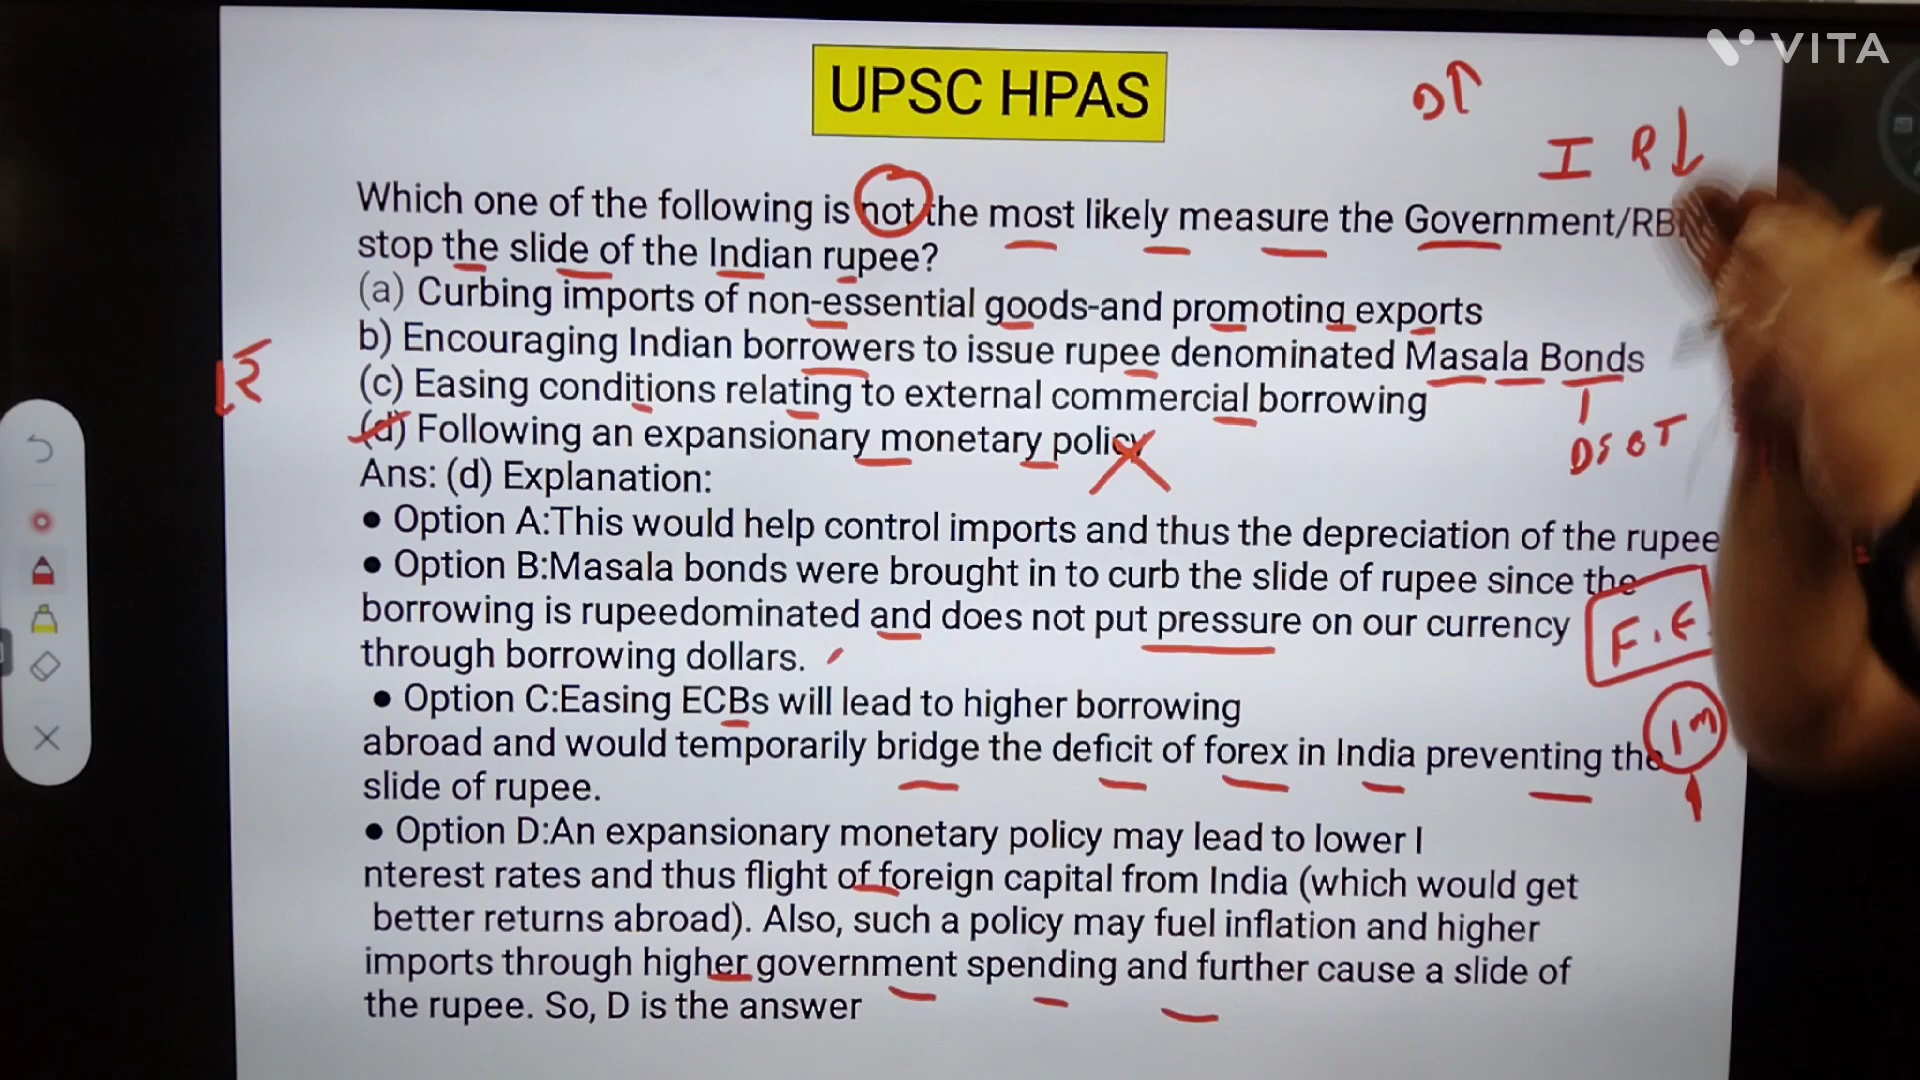 VITA
UPSC HPAS
D↑
I R↓
Which one of the following is not the most likely measure the Government/RB
stop the slide of the Indian rupee?
(a) Curbing imports of non-essential goods-and promoting exports
b) Encouraging Indian borrowers to issue rupee denominated Masala Bonds
(c) Easing conditions relating to external commercial borrowing
(d) Following an expansionary monetary policy
Ans: (d) Explanation:
● Option A:This would help control imports and thus the depreciation of the rupee
● Option B:Masala bonds were brought in to curb the slide of rupee since the
borrowing is rupeedominated and does not put pressure on our currency
F.E
through borrowing dollars.
● Option C:Easing ECBs will lead to higher borrowing
abroad and would temporarily bridge the deficit of forex in India preventing the
1m
slide of rupee.
● Option D:An expansionary monetary policy may lead to lower I
nterest rates and thus flight of foreign capital from India (which would get
better returns abroad). Also, such a policy may fuel inflation and higher
imports through higher government spending and further cause a slide of
the rupee. So, D is the answer